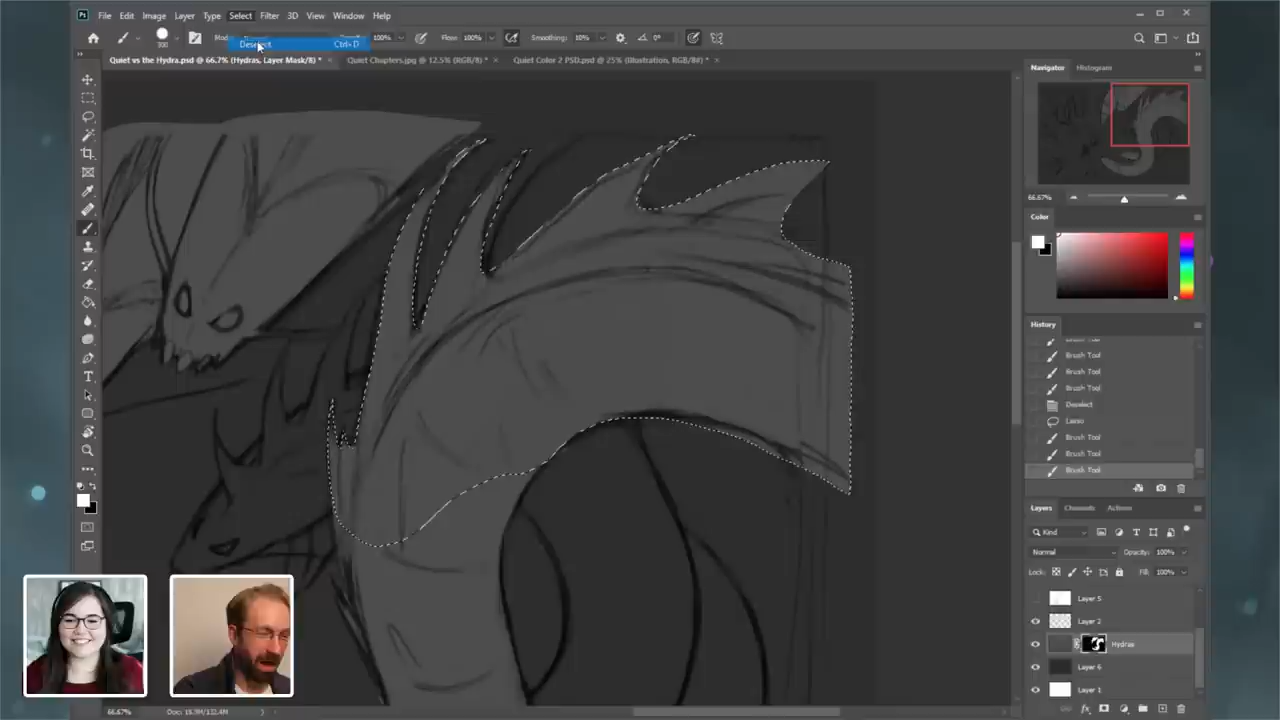 File Edit Image Layer Type Select Filter 3D View Window Help
Deselect Ctrl+D
300 100% Flow: 100% Smoothing: 10% 0°
Quiet vs the Hydra.psd @ 66.7% (Hydras, Layer Mask/8) * × Quiet Chapters.jpg @ 12.5% (RGB/8) * × Quiet Color 2 PSD.psd @ 25% (Illustration, RGB/8#) * ×
Navigator Histogram
66.67%
Color
History
Brush Tool
Brush Tool
Brush Tool
Deselect
Lasso
Brush Tool
Brush Tool
Brush Tool
Layers Channels Actions
Kind
Normal Opacity: 100%
Lock: Fill: 100%
Layer 5
Layer 2
Hydras
Layer 6
Layer 1
66.67%